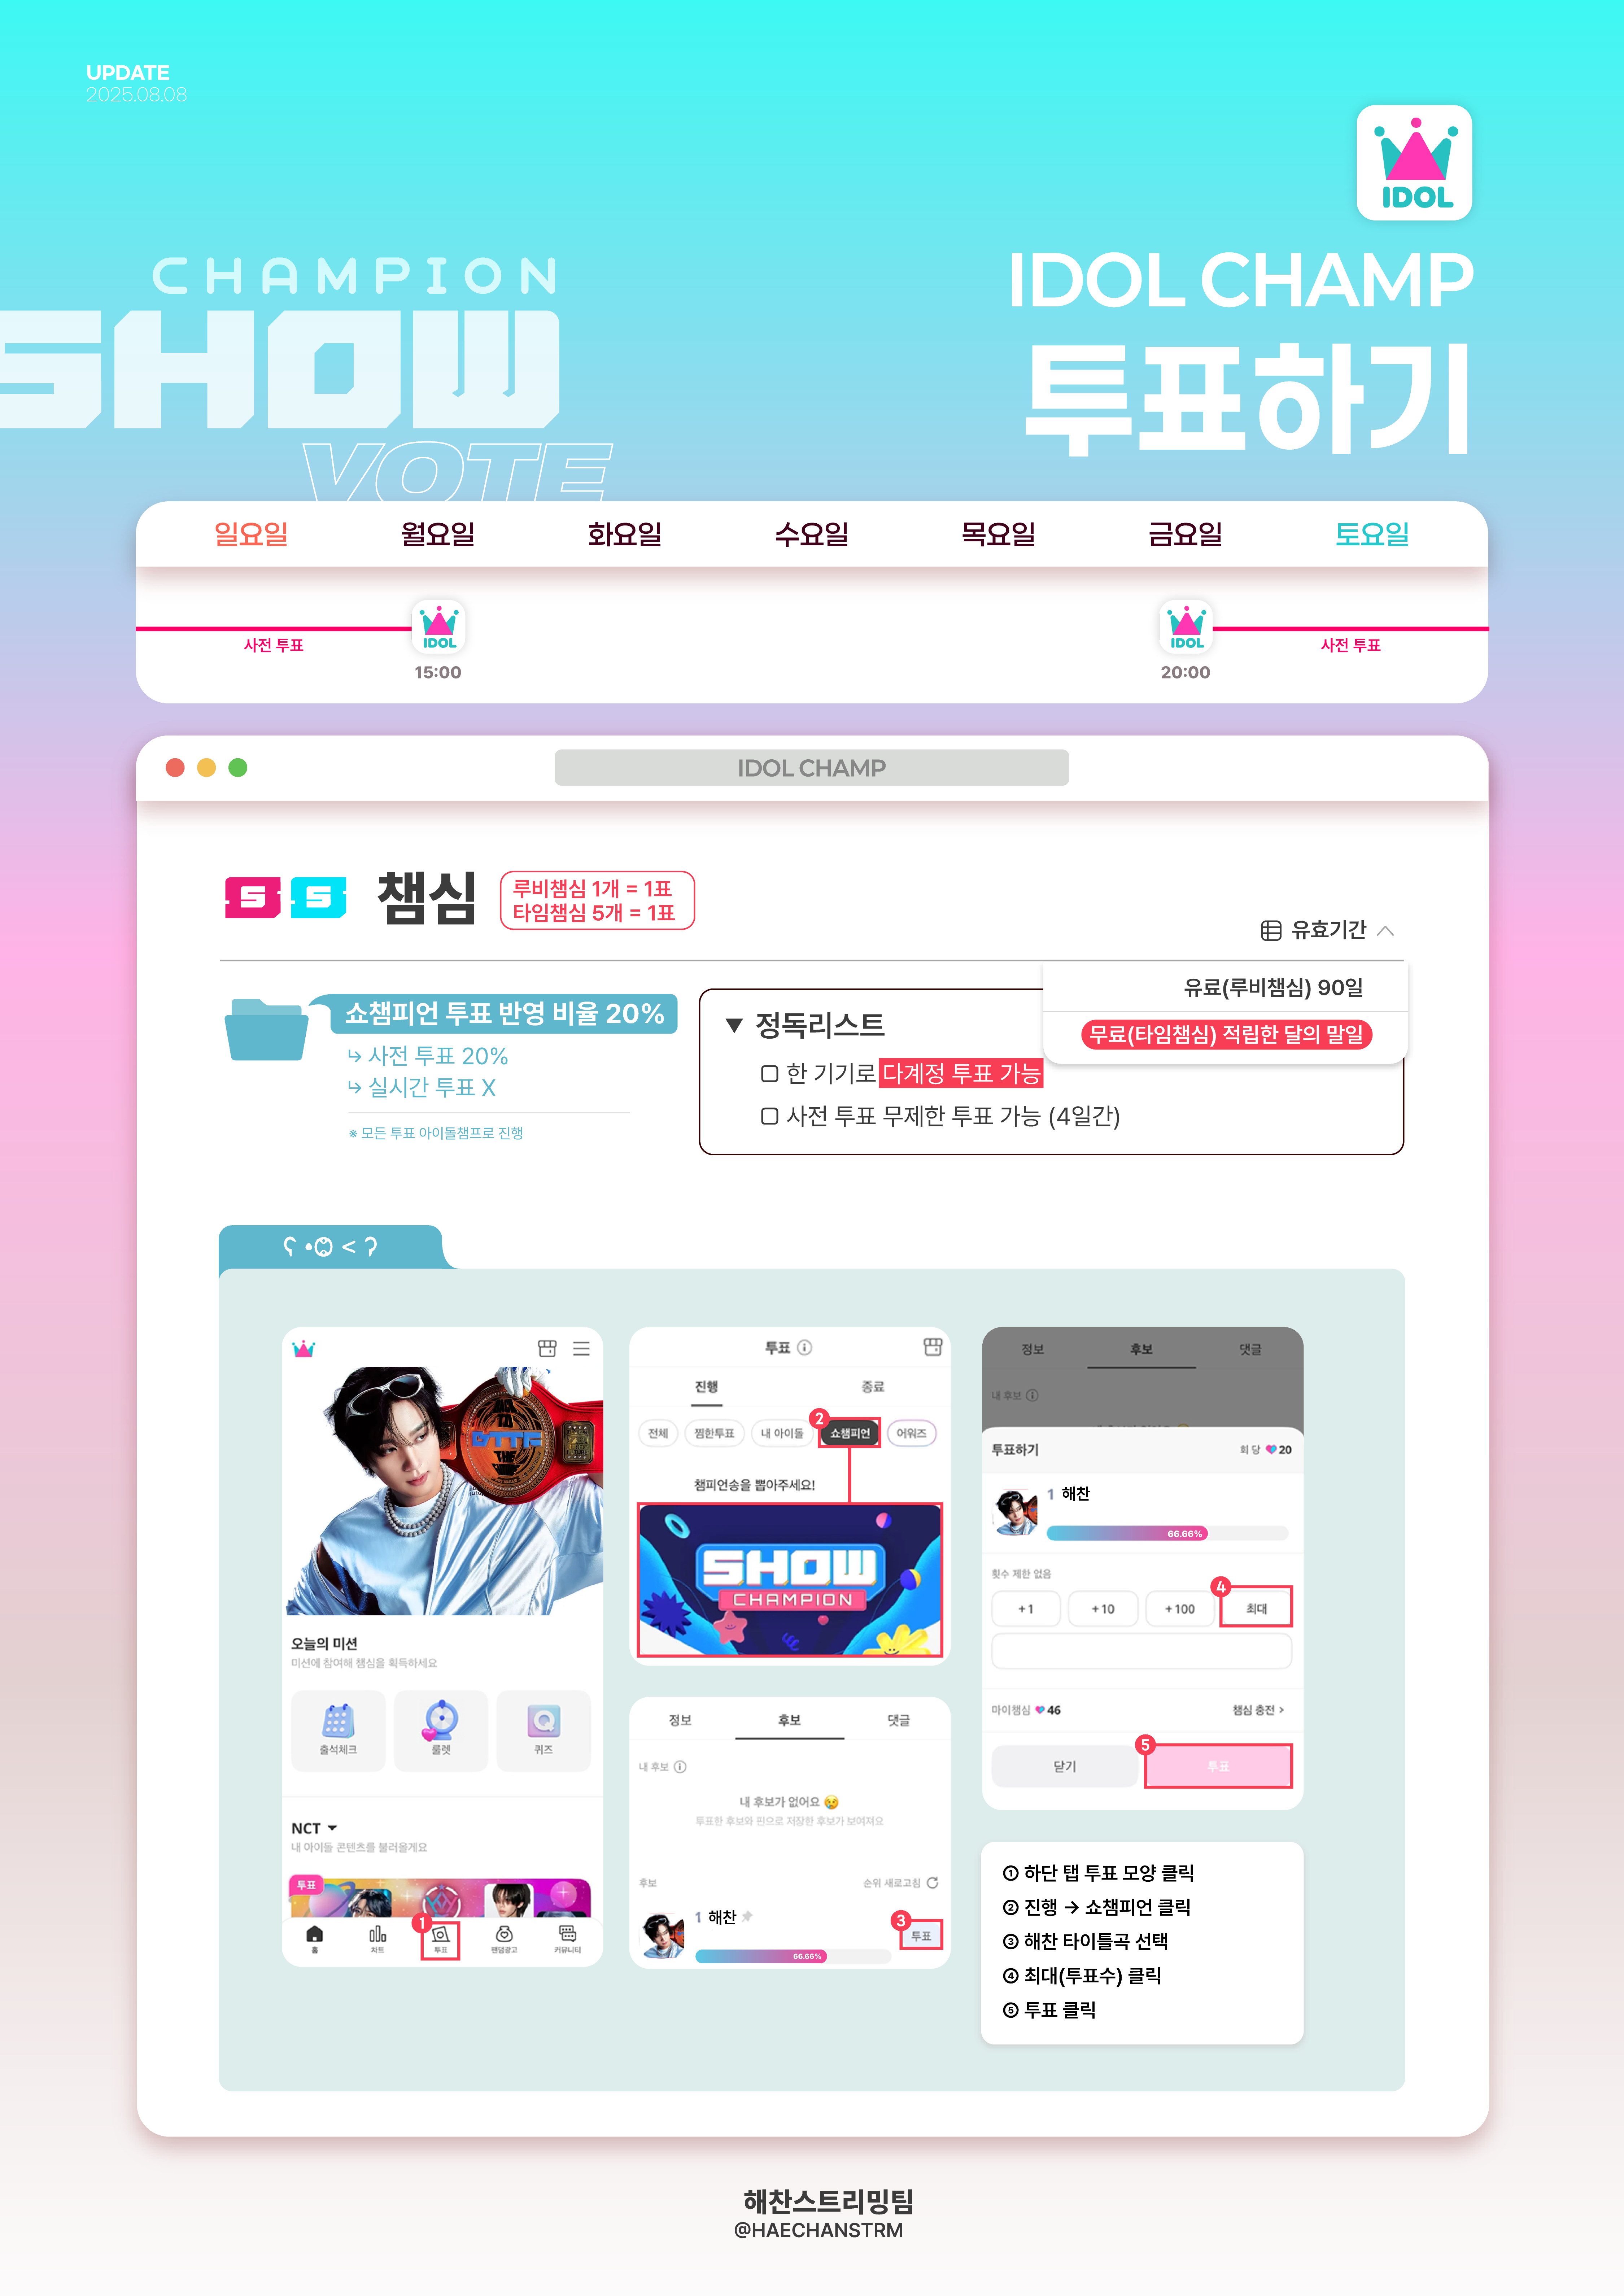 UPDATE
2025.08.08
IDOL
CHAMPION
SHOW
VOTE
IDOL CHAMP
투표하기
일요일 월요일 화요일 수요일 목요일 금요일 토요일
사전 투표
IDOL
15:00
IDOL
20:00
사전 투표
IDOL CHAMP
S S 챔심
루비챔심 1개 = 1표
타임챔심 5개 = 1표
유효기간
유료(루비챔심) 90일
무료(타임챔심) 적립한 달의 말일
쇼챔피언 투표 반영 비율 20%
↳ 사전 투표 20%
↳ 실시간 투표 X
※ 모든 투표 아이돌챔프로 진행
▼ 정독리스트
한 기기로 다계정 투표 가능
사전 투표 무제한 투표 가능 (4일간)
오늘의 미션
미션에 참여해 챔심을 획득하세요
출석체크 룰렛 퀴즈
NCT
내 아이돌 콘텐츠를 불러올게요
투표
1
홈 차트 투표 팬덤광고 커뮤니티
투표
진행 종료
2
전체 찜한투표 내 아이돌 쇼챔피언 어워즈
챔피언송을 뽑아주세요!
SHOW
CHAMPION
정보 후보 댓글
내 후보
내 후보가 없어요
투표한 후보와 핀으로 저장한 후보가 보여져요
후보 순위 새로고침
1 해찬
3
투표
66.66%
정보 후보 댓글
내 후보
투표하기 회 당 20
1 해찬
66.66%
횟수 제한 없음
4
+1 +10 +100 최대
마이챔심 46 챔심 충전 >
5
닫기 투표
① 하단 탭 투표 모양 클릭
② 진행 → 쇼챔피언 클릭
③ 해찬 타이틀곡 선택
④ 최대(투표수) 클릭
⑤ 투표 클릭
해찬스트리밍팀
@HAECHANSTRM